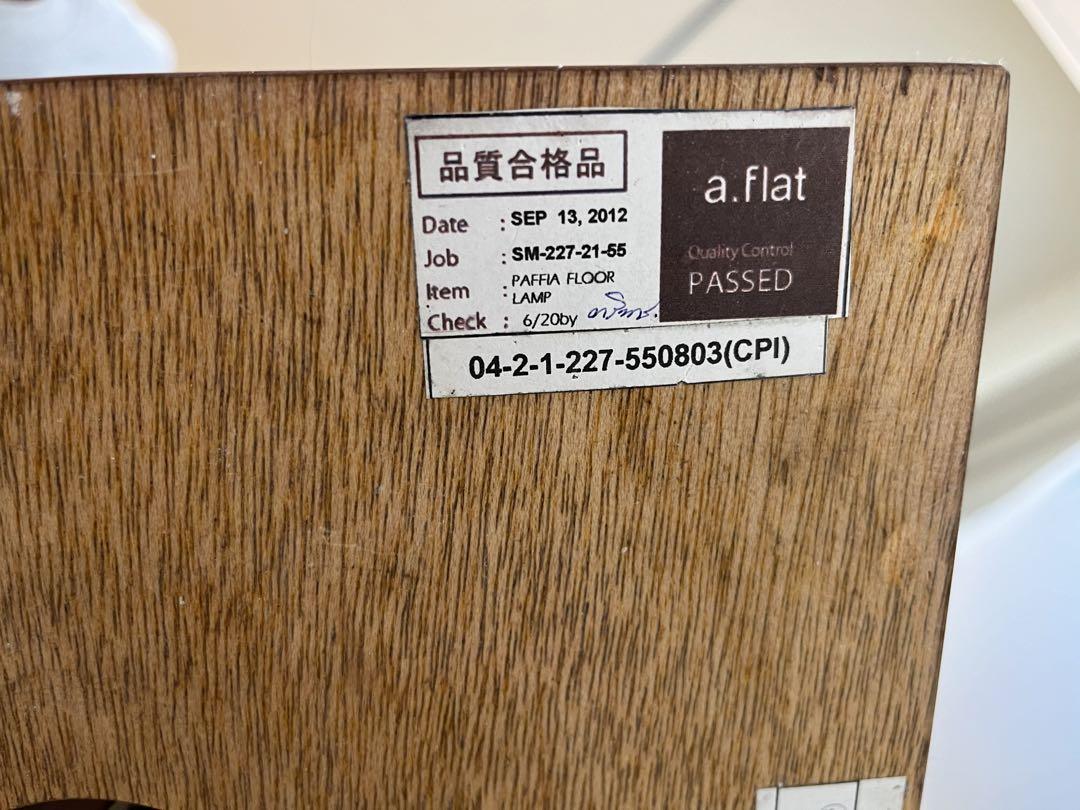 品質合格品
Date : SEP 13, 2012
Job : SM-227-21-55
Item : PAFFIA FLOOR
LAMP
Check : 6/20by
a.flat
Quality Control
PASSED
04-2-1-227-550803(CPI)